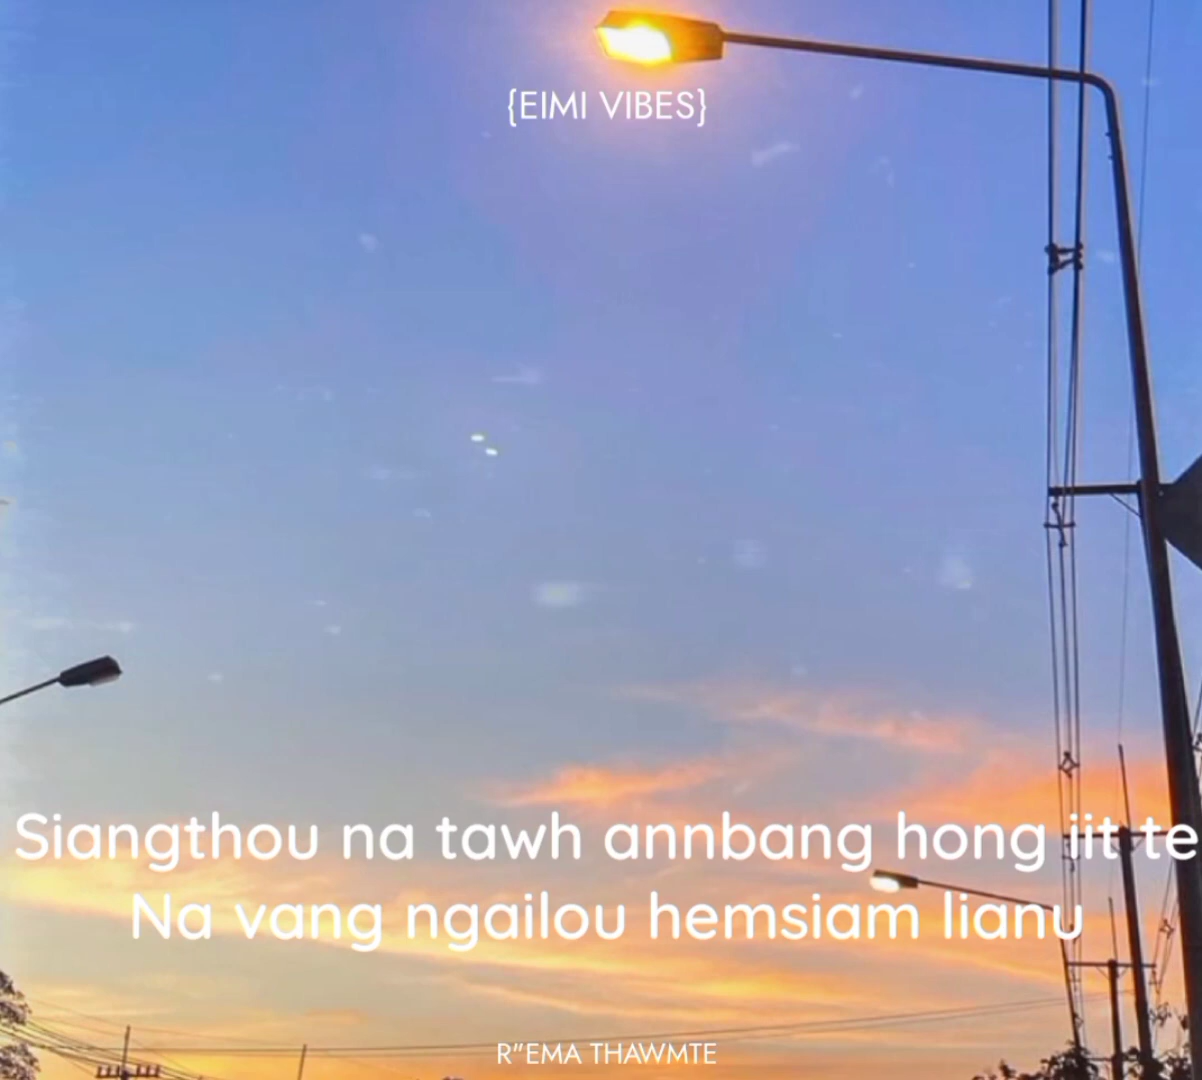 {EIMI VIBES}
Siangthou na tawh annbang hong iit te
Na vang ngailou hemsiam lianu
R"EMA THAWMTE